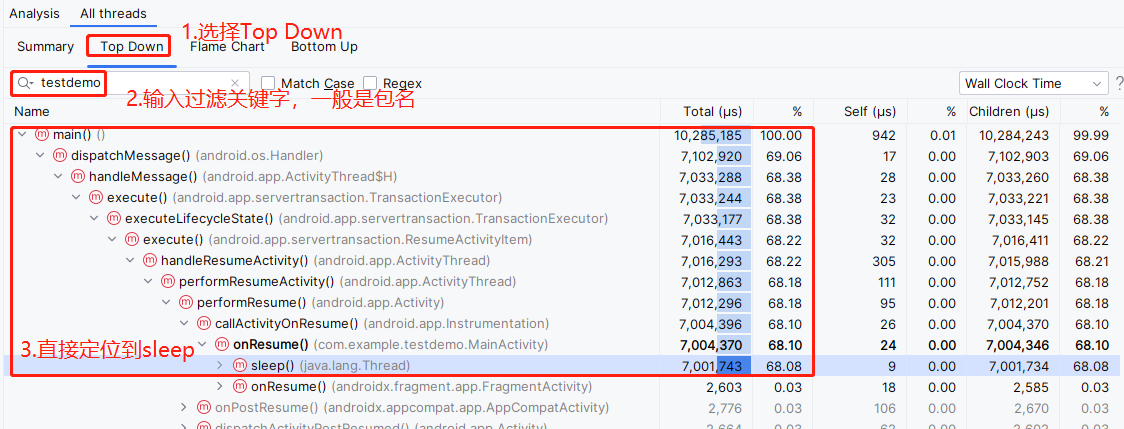 Analysis All threads
1.选择Top Down
Summary Top Down Flame Chart Bottom Up
testdemo Match Case Regex Wall Clock Time ?
2.输入过滤关键字，一般是包名
Name Total (μs) % Self (μs) % Children (μs) %
main() () 10,285,185 100.00 942 0.01 10,284,243 99.99
dispatchMessage() (android.os.Handler) 7,102,920 69.06 17 0.00 7,102,903 69.06
handleMessage() (android.app.ActivityThread$H) 7,033,288 68.38 28 0.00 7,033,260 68.38
execute() (android.app.servertransaction.TransactionExecutor) 7,033,244 68.38 23 0.00 7,033,221 68.38
executeLifecycleState() (android.app.servertransaction.TransactionExecutor) 7,033,177 68.38 32 0.00 7,033,145 68.38
execute() (android.app.servertransaction.ResumeActivityItem) 7,016,443 68.22 32 0.00 7,016,411 68.22
handleResumeActivity() (android.app.ActivityThread) 7,016,293 68.22 305 0.00 7,015,988 68.21
performResumeActivity() (android.app.ActivityThread) 7,012,863 68.18 111 0.00 7,012,752 68.18
performResume() (android.app.Activity) 7,012,296 68.18 95 0.00 7,012,201 68.18
callActivityOnResume() (android.app.Instrumentation) 7,004,396 68.10 26 0.00 7,004,370 68.10
onResume() (com.example.testdemo.MainActivity) 7,004,370 68.10 24 0.00 7,004,346 68.10
3.直接定位到sleep
sleep() (java.lang.Thread) 7,001,743 68.08 9 0.00 7,001,734 68.08
onResume() (androidx.fragment.app.FragmentActivity) 2,603 0.03 18 0.00 2,585 0.03
onPostResume() (androidx.appcompat.app.AppCompatActivity) 2,776 0.03 106 0.00 2,670 0.03
dispatchActivityPostResumed() (android.app.Activity) 2,664 0.03 62 0.00 2,602 0.03